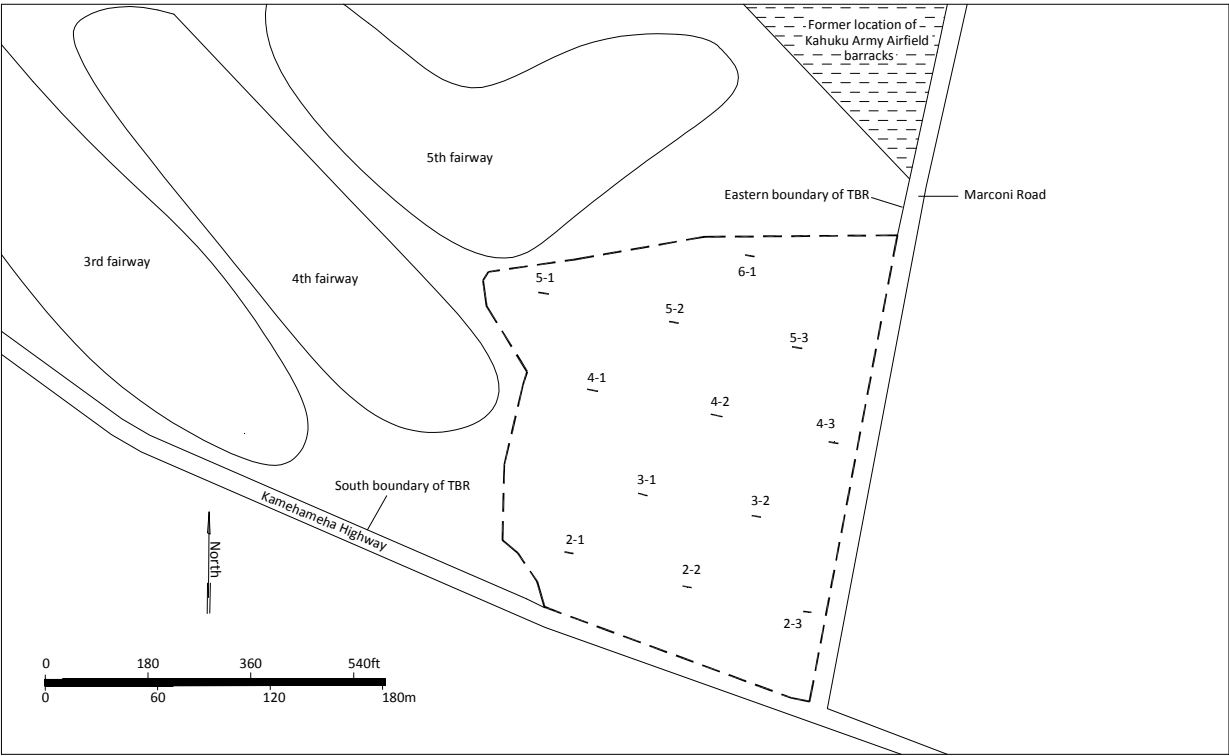 Former location of
Kahuku Army Airfield
barracks
5th fairway
Eastern boundary of TBR
Marconi Road
3rd fairway
4th fairway
5-1
6-1
5-2
5-3
4-1
4-2
4-3
3-1
3-2
South boundary of TBR
Kamehameha Highway
2-1
2-2
2-3
North
0 180 360 540ft
0 60 120 180m